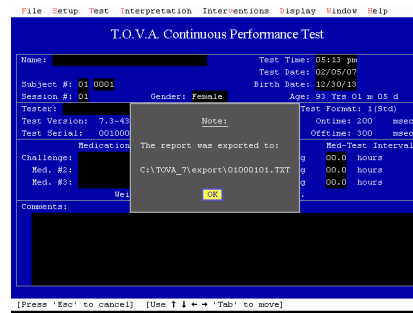 File Setup Test Interpretation Interventions Display Window Help
T.O.V.A. Continuous Performance Test
Name: Test Time: 05:13 pm
Test Date: 02/05/07
Subject #: 01 0001 Birth Date: 12/30/13
Session #: 01 Gender: Female Age: 93 Yrs 01 m 05 d
Tester: Test Format: 1(Std)
Test Version: 7.3-43 Ontime: 200 msec
Test Serial: 001000 Offtime: 300 msec
Note:
Medication Med-Test Interval
The report was exported to:
Challenge: g 00.0 hours
Med. #2: C:\TOVA_7\export\01000101.TXT g 00.0 hours
Med. #3: g 00.0 hours
Wei OK .
Comments:
[Press 'Esc' to cancel] [Use ↑ ↓ ← → 'Tab' to move]